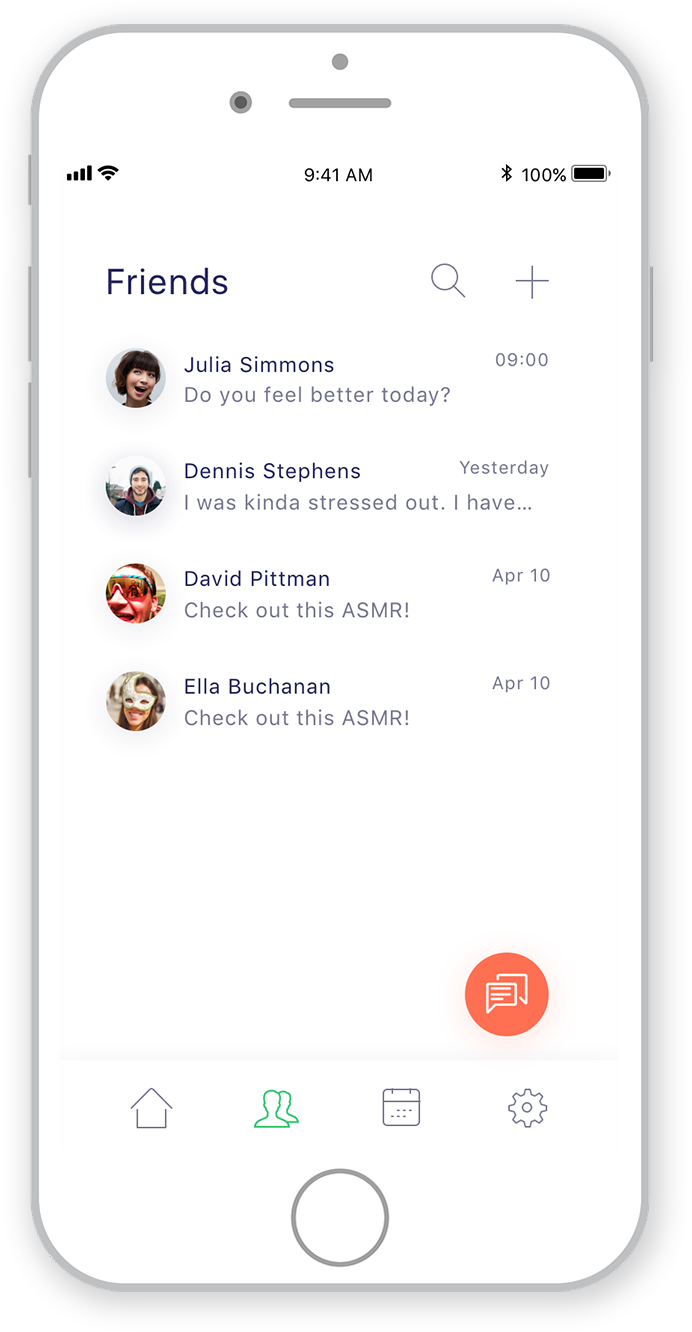 9:41 AM
100%
Friends
Julia Simmons
09:00
Do you feel better today?
Dennis Stephens
Yesterday
I was kinda stressed out. I have...
David Pittman
Apr 10
Check out this ASMR!
Ella Buchanan
Apr 10
Check out this ASMR!